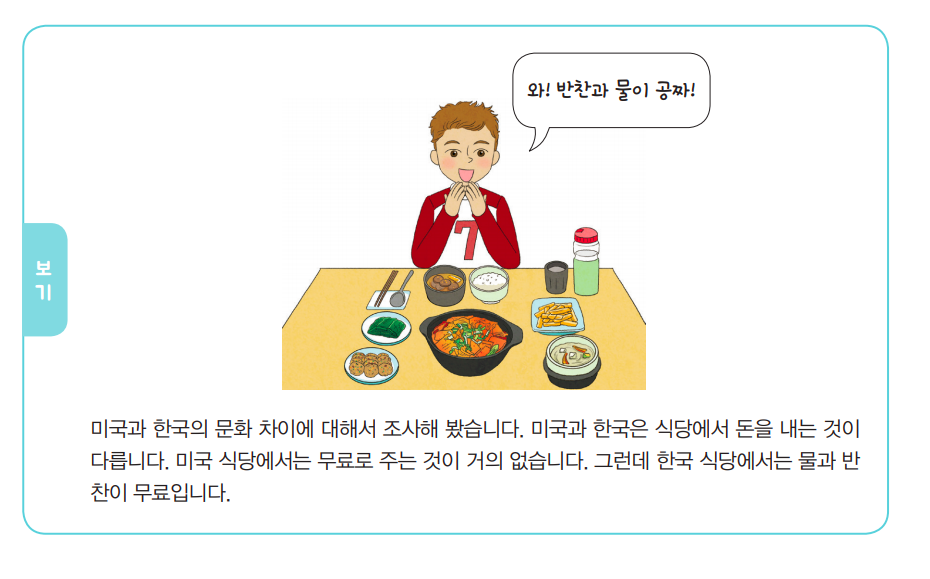 와! 반찬과 물이 공짜!
7
보
기
미국과 한국의 문화 차이에 대해서 조사해 봤습니다. 미국과 한국은 식당에서 돈을 내는 것이
다릅니다. 미국 식당에서는 무료로 주는 것이 거의 없습니다. 그런데 한국 식당에서는 물과 반
찬이 무료입니다.